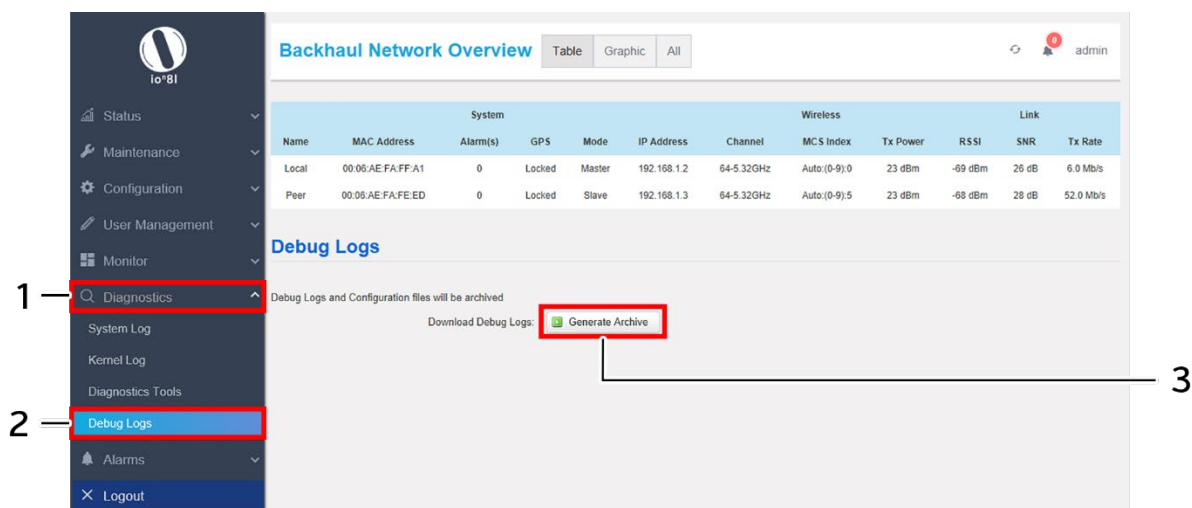 io°8l
Backhaul Network Overview Table Graphic All 0 admin
Status
Maintenance
Configuration
User Management
Monitor
1 Diagnostics
System Log
Kernel Log
Diagnostics Tools
2 Debug Logs
Alarms
Logout
System Wireless Link
Name MAC Address Alarm(s) GPS Mode IP Address Channel MCS Index Tx Power RSSI SNR Tx Rate
Local 00:06:AE:FA:FF:A1 0 Locked Master 192.168.1.2 64-5.32GHz Auto:(0-9):0 23 dBm -69 dBm 26 dB 6.0 Mb/s
Peer 00:06:AE:FA:FE:ED 0 Locked Slave 192.168.1.3 64-5.32GHz Auto:(0-9):5 23 dBm -68 dBm 28 dB 52.0 Mb/s
Debug Logs
Debug Logs and Configuration files will be archived
Download Debug Logs: Generate Archive
3